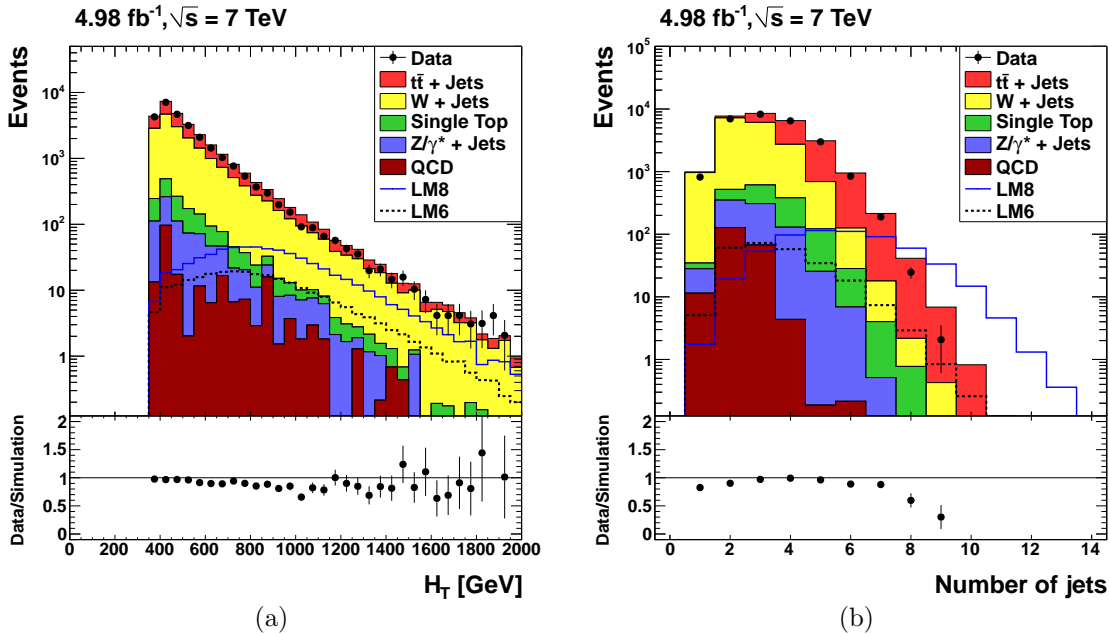 4.98 fb⁻¹, √s = 7 TeV
Events
10⁴
10³
10²
10
1
Data
tt̄ + Jets
W + Jets
Single Top
Z/γ* + Jets
QCD
LM8
LM6
Data/Simulation
2
1.5
1
0.5
0
0 200 400 600 800 1000 1200 1400 1600 1800 2000
H_T [GeV]
(a)
4.98 fb⁻¹, √s = 7 TeV
Events
10⁵
10⁴
10³
10²
10
1
Data
tt̄ + Jets
W + Jets
Single Top
Z/γ* + Jets
QCD
LM8
LM6
Data/Simulation
2
1.5
1
0.5
0
0 2 4 6 8 10 12 14
Number of jets
(b)